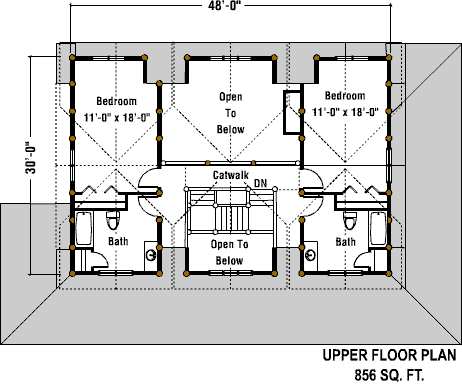 48'-0"
30'-0"
Bedroom
11'-0" x 18'-0"
Open
To
Below
Bedroom
11'-0" x 18'-0"
Catwalk
DN
Bath
Open To
Below
Bath
UPPER FLOOR PLAN
856 SQ. FT.